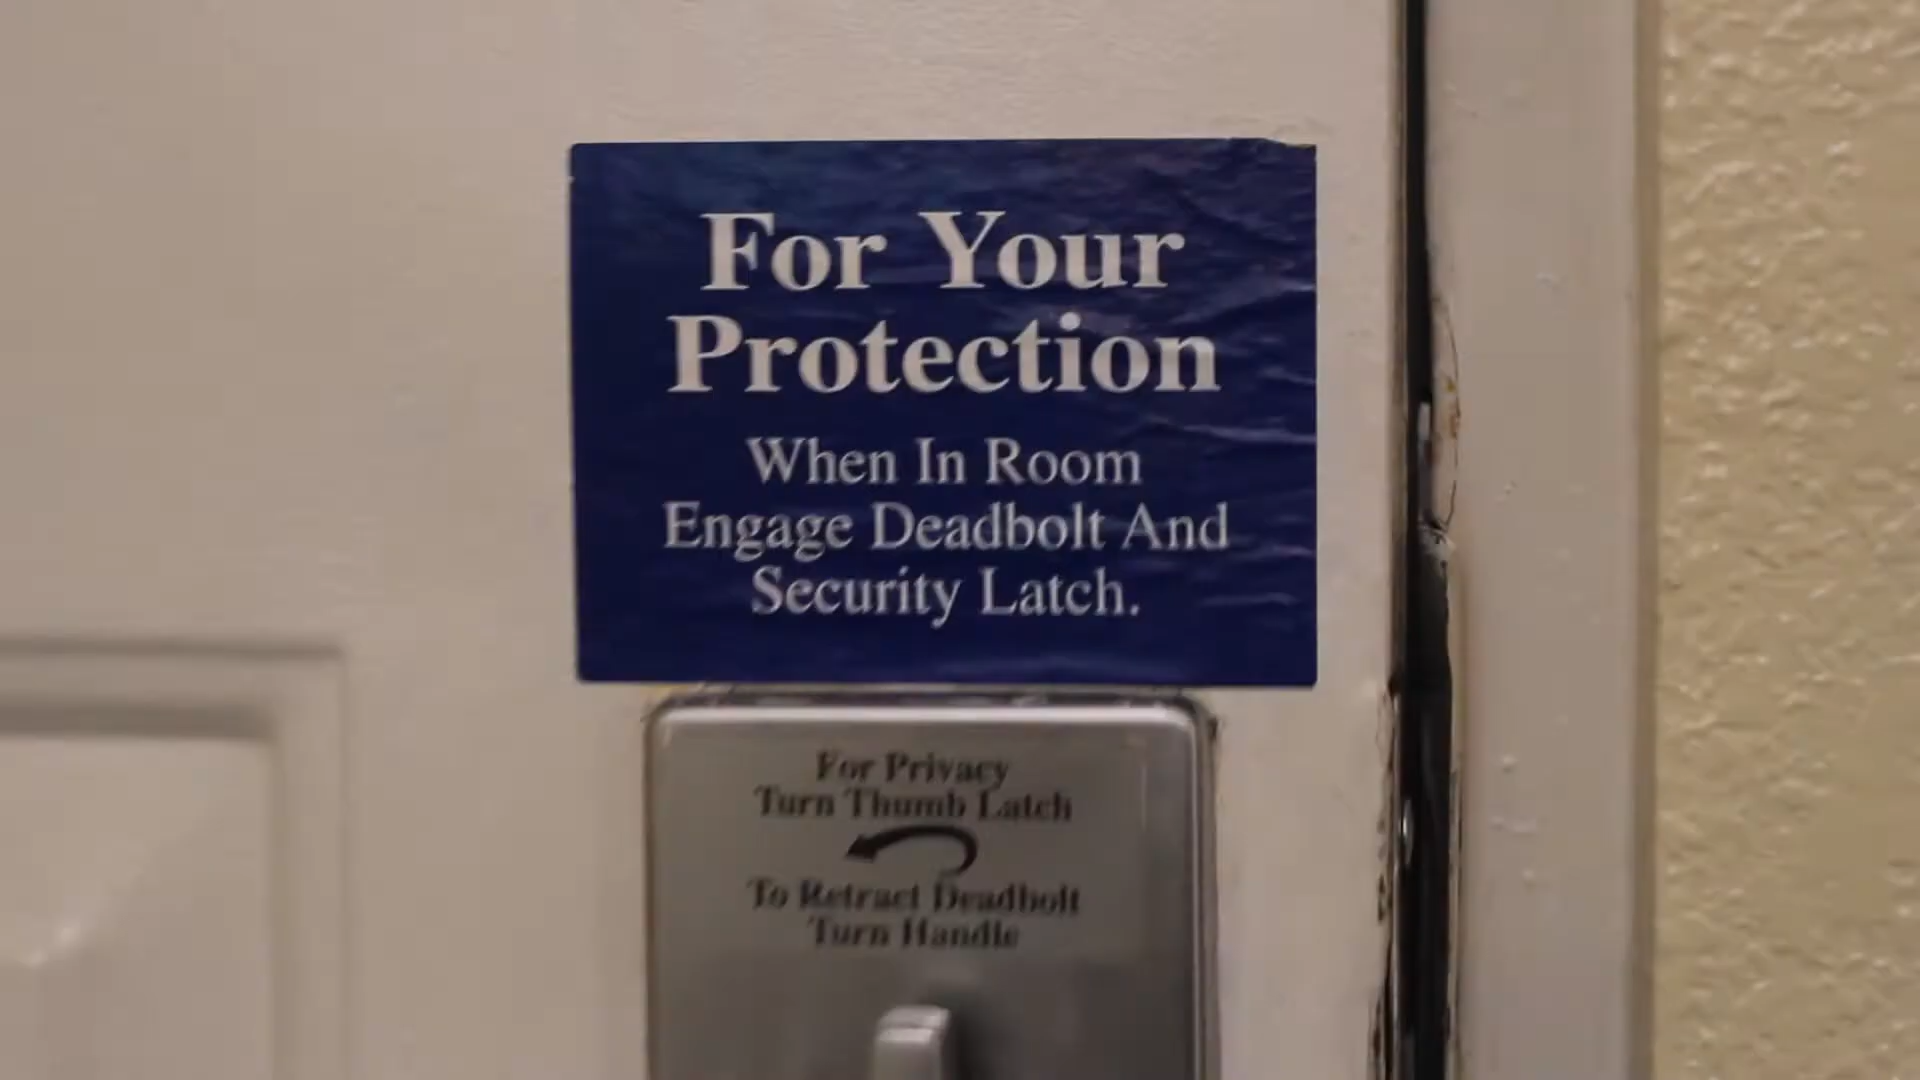 For Your
Protection
When In Room
Engage Deadbolt And
Security Latch.
For Privacy
Turn Thumb Latch
To Retract Deadbolt
Turn Handle